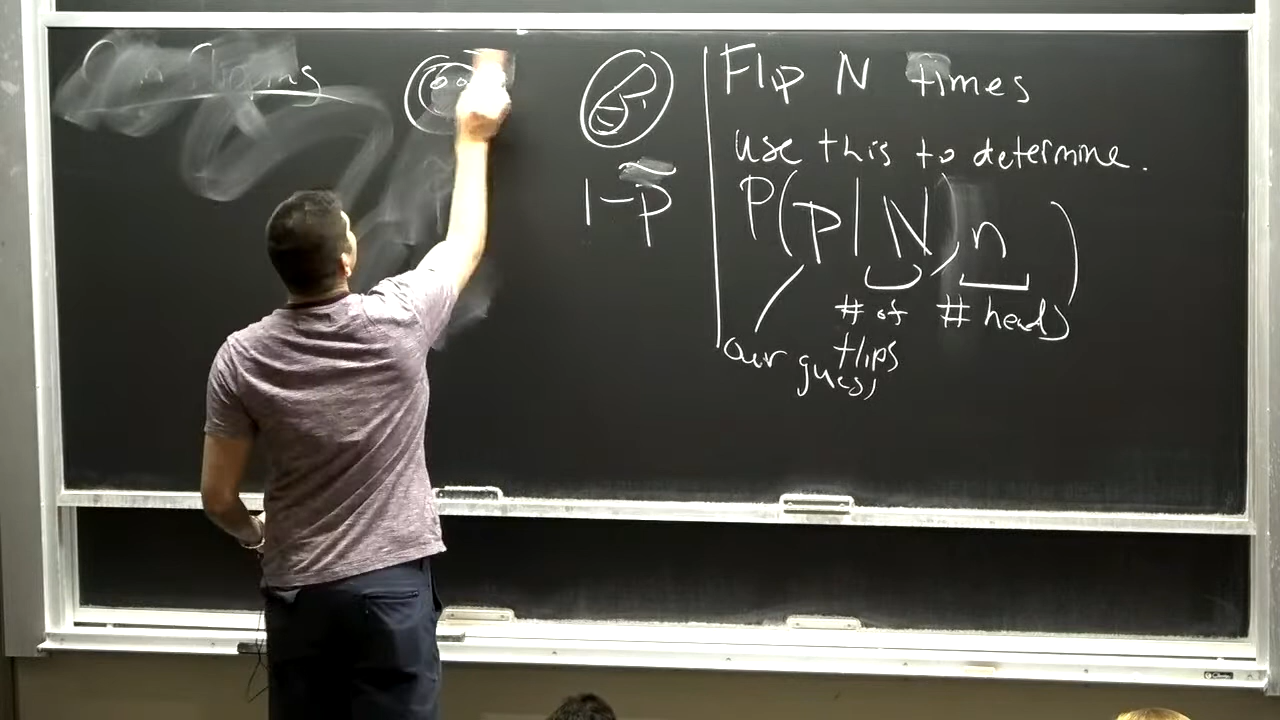 1-p
Flip N times
use this to determine.
P(p|N,n)
# of flips
# heads
our guess